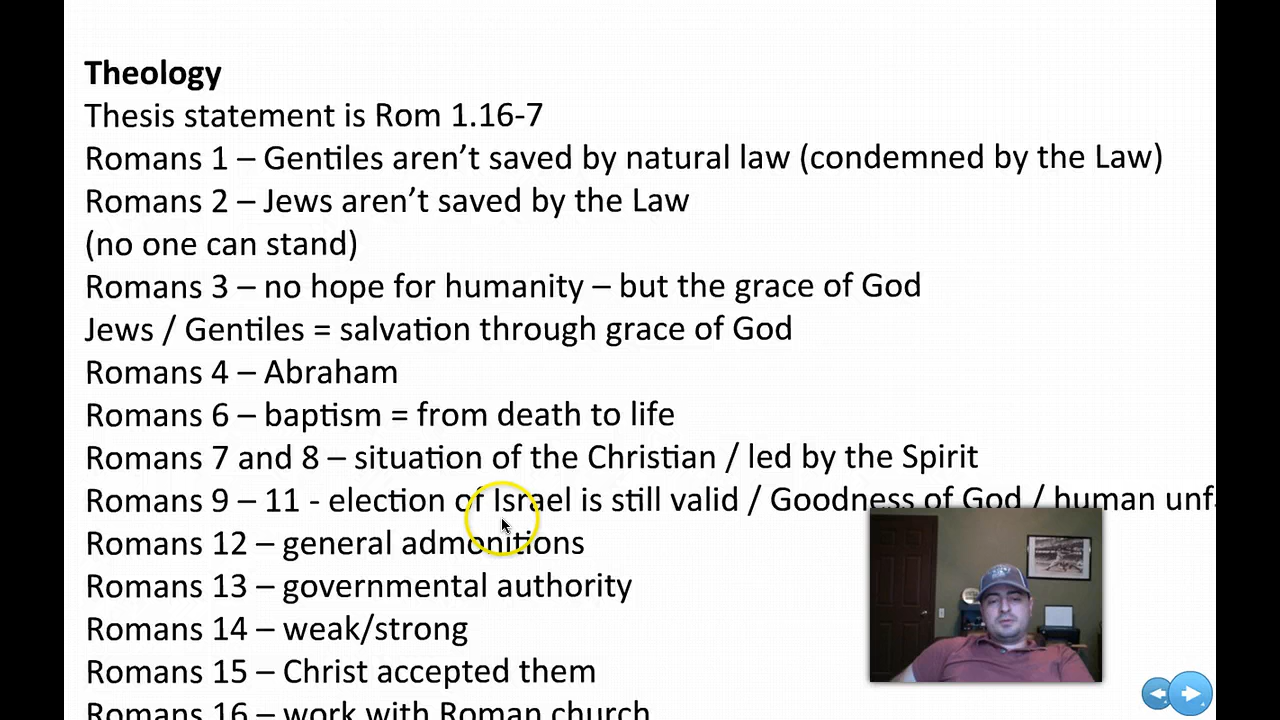 Theology
Thesis statement is Rom 1.16-7
Romans 1 – Gentiles aren’t saved by natural law (condemned by the Law)
Romans 2 – Jews aren’t saved by the Law
(no one can stand)
Romans 3 – no hope for humanity – but the grace of God
Jews / Gentiles = salvation through grace of God
Romans 4 – Abraham
Romans 6 – baptism = from death to life
Romans 7 and 8 – situation of the Christian / led by the Spirit
Romans 9 – 11 - election of Israel is still valid / Goodness of God / human
Romans 12 – general admonitions
Romans 13 – governmental authority
Romans 14 – weak/strong
Romans 15 – Christ accepted them
Romans 16 – work with Roman church